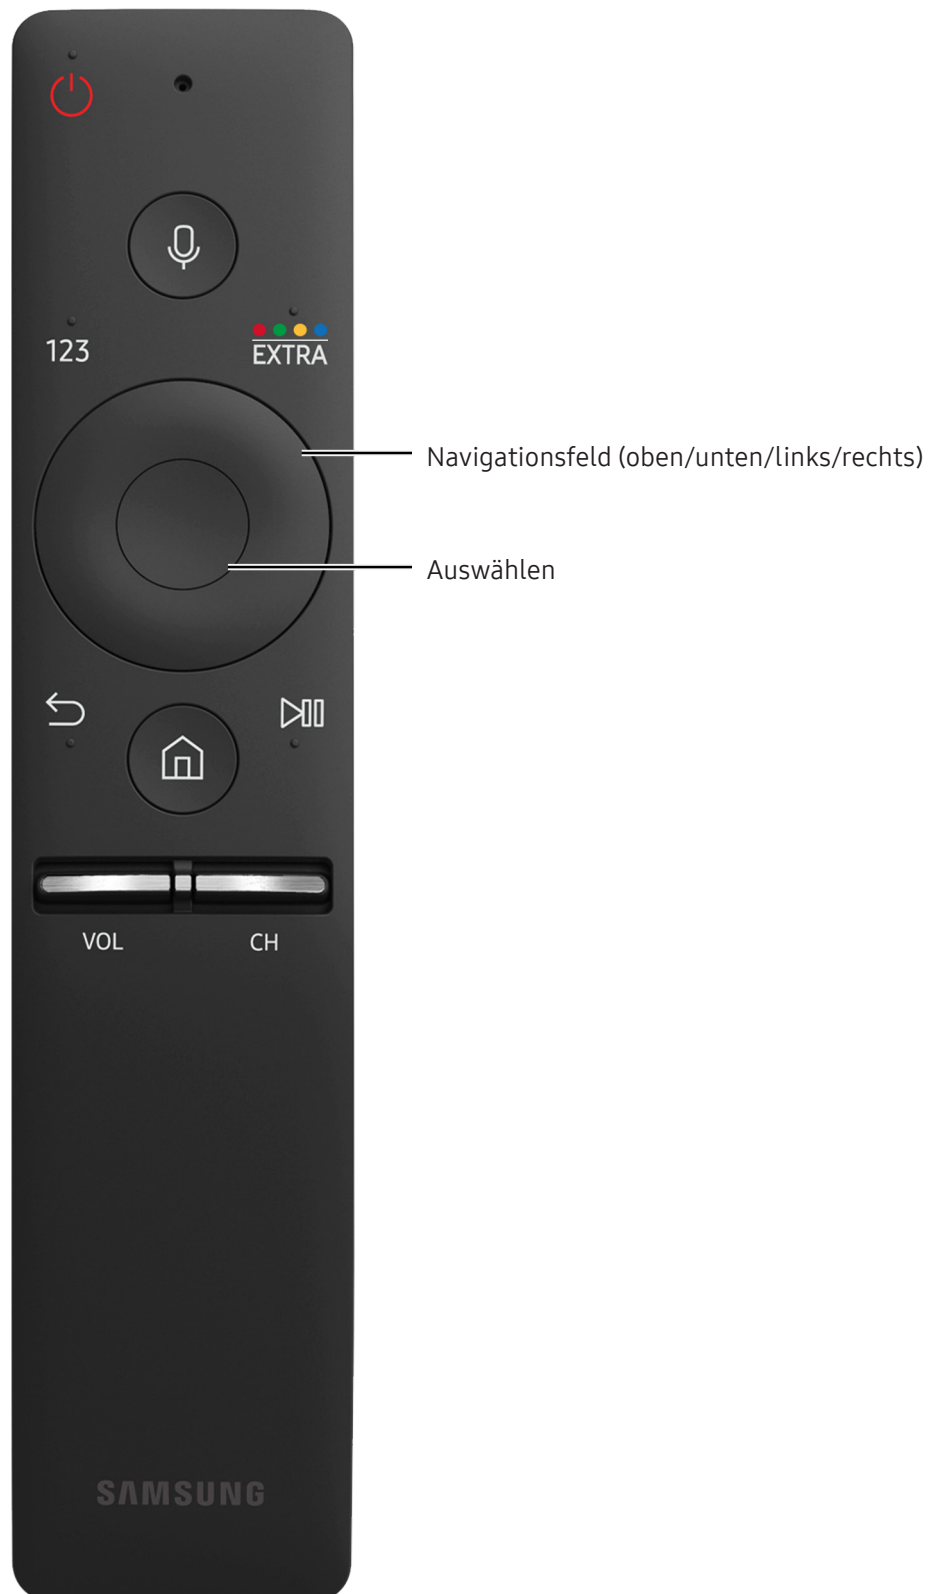 123
EXTRA
Navigationsfeld (oben/unten/links/rechts)
Auswählen
VOL
CH
SAMSUNG